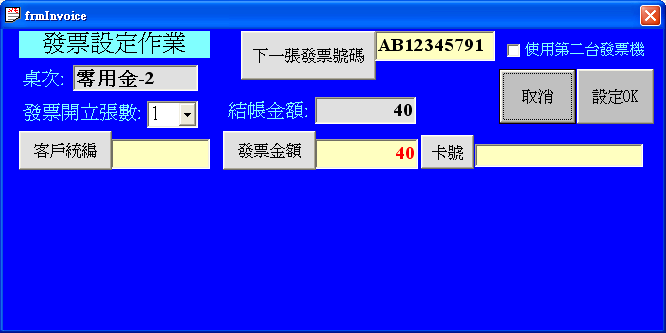 frmInvoice
發票設定作業
下一張發票號碼 AB12345791
使用第二台發票機
桌次: 零用金-2
取消 設定OK
發票開立張數: 1
結帳金額: 40
客戶統編
發票金額 40
卡號